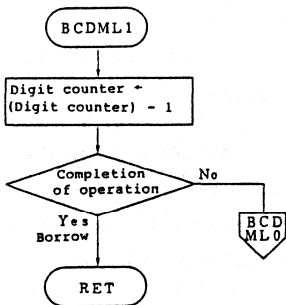 BCDML1
Digit counter ←
(Digit counter) - 1
Completion
of operation
No
Yes
Borrow
BCD
ML0
RET